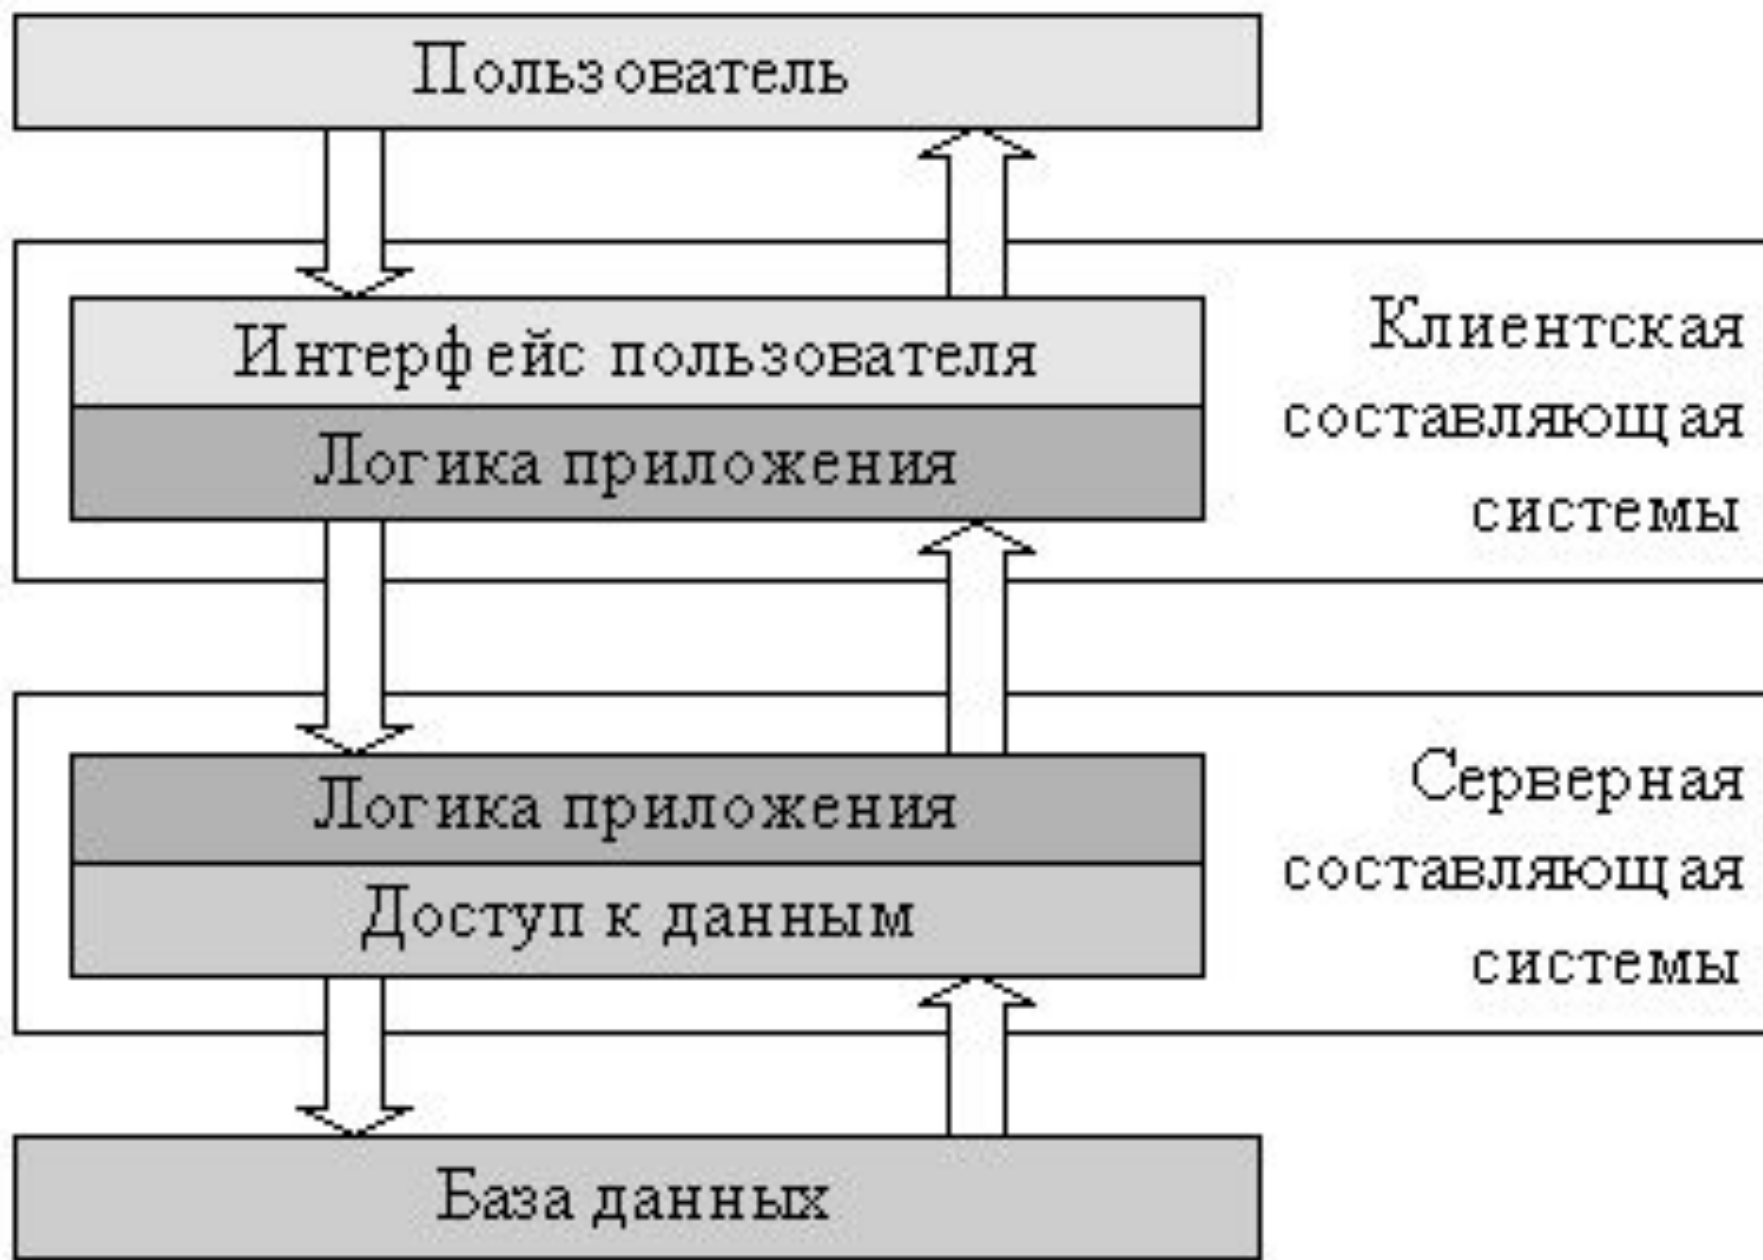 Пользователь
Интерфейс пользователя
Логика приложения
Клиентская
составляющая
системы
Логика приложения
Доступ к данным
Серверная
составляющая
системы
База данных